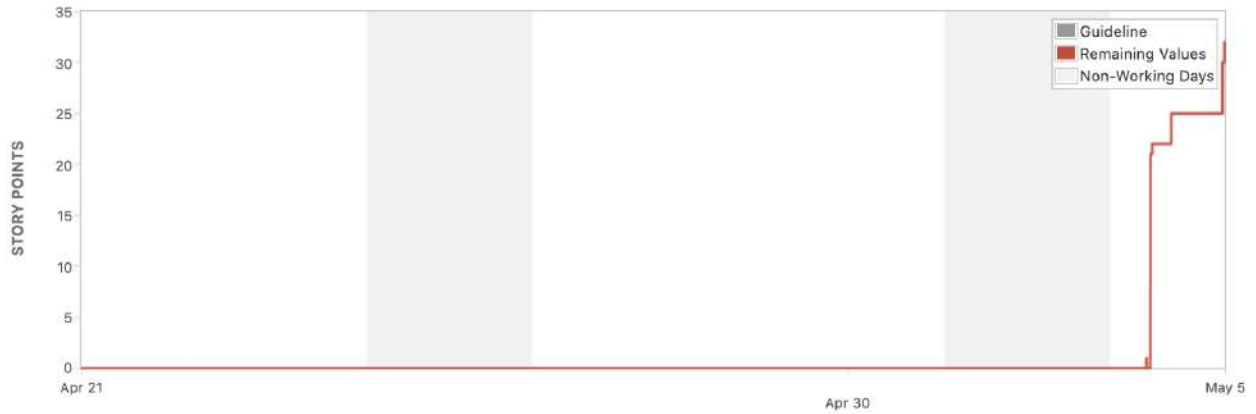 35
30
25
20
15
10
5
0
STORY POINTS
Guideline
Remaining Values
Non-Working Days
Apr 21
Apr 30
May 5